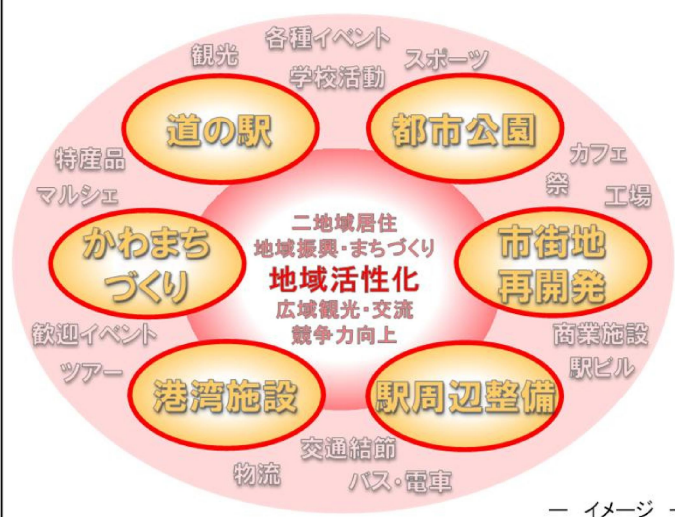 各種イベント
観光
スポーツ
学校活動
道の駅
都市公園
特産品
マルシェ
カフェ
祭
工場
かわまち
づくり
二地域居住
地域振興・まちづくり
地域活性化
広域観光・交流
競争力向上
市街地
再開発
歓迎イベント
ツアー
商業施設
駅ビル
港湾施設
駅周辺整備
交通結節
物流
バス・電車
― イメージ ―